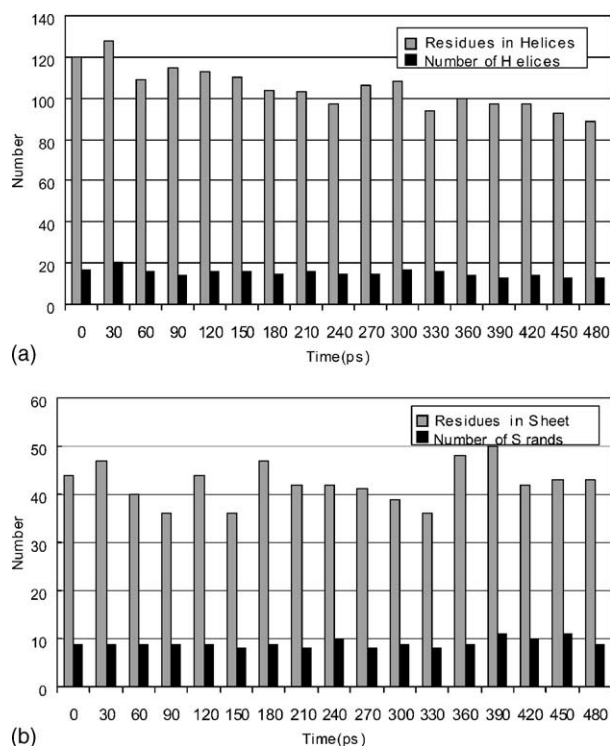 140
120
100
80
60
40
20
0
Number
Residues in Helices
Number of H elices
0 30 60 90 120 150 180 210 240 270 300 330 360 390 420 450 480
Time(ps)
(a)
60
50
40
30
20
10
0
Number
Residues in Sheet
Number of S rands
0 30 60 90 120 150 180 210 240 270 300 330 360 390 420 450 480
Time(ps)
(b)